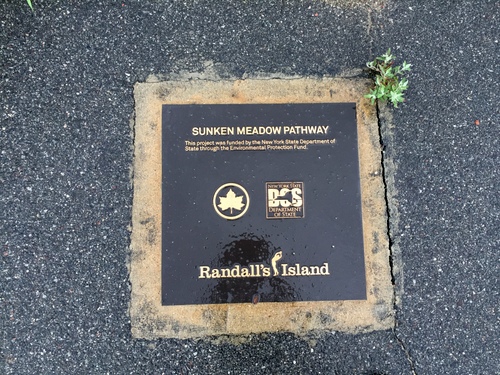 SUNKEN MEADOW PATHWAY
This project was funded by the New York State Department of
State through the Environmental Protection Fund.
NEW YORK STATE
DOS
DEPARTMENT
OF STATE
Randall's Island